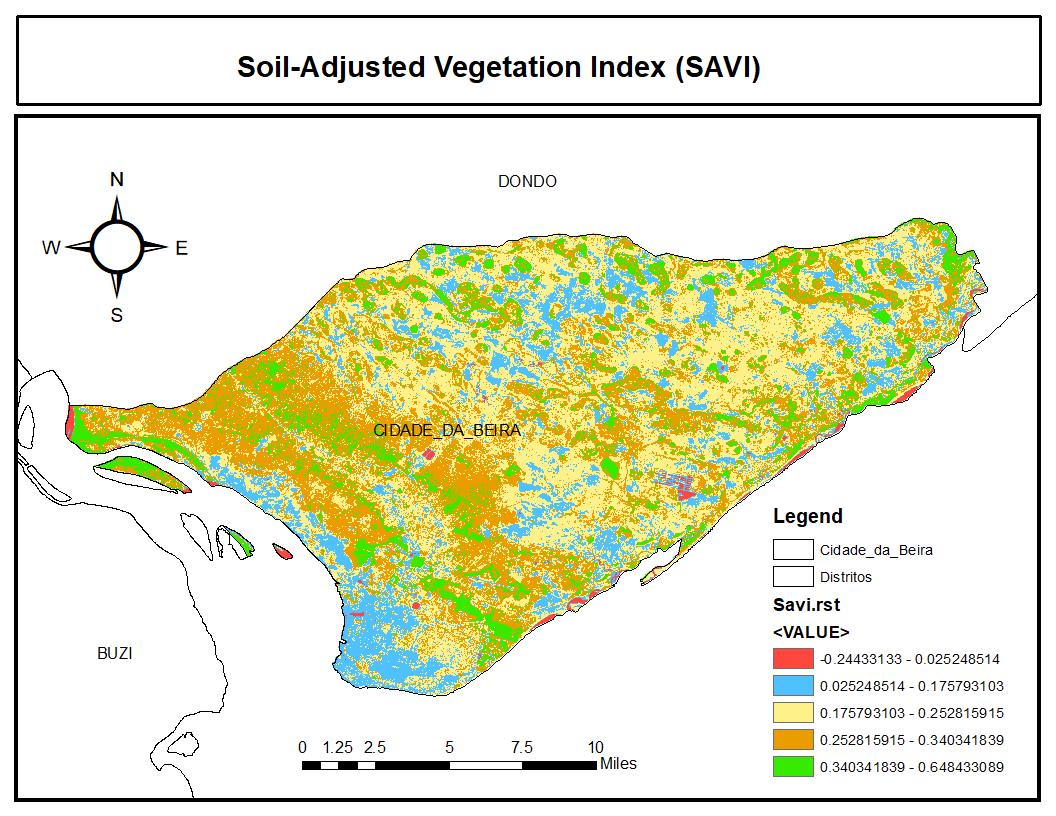 Soil-Adjusted Vegetation Index (SAVI)
N
W E
S
DONDO
CIDADE_DA_BEIRA
BUZI
Legend
Cidade_da_Beira
Distritos
Savi.rst
<VALUE>
-0.24433133 - 0.025248514
0.025248514 - 0.175793103
0.175793103 - 0.252815915
0.252815915 - 0.340341839
0.340341839 - 0.648433089
0 1.25 2.5 5 7.5 10
Miles